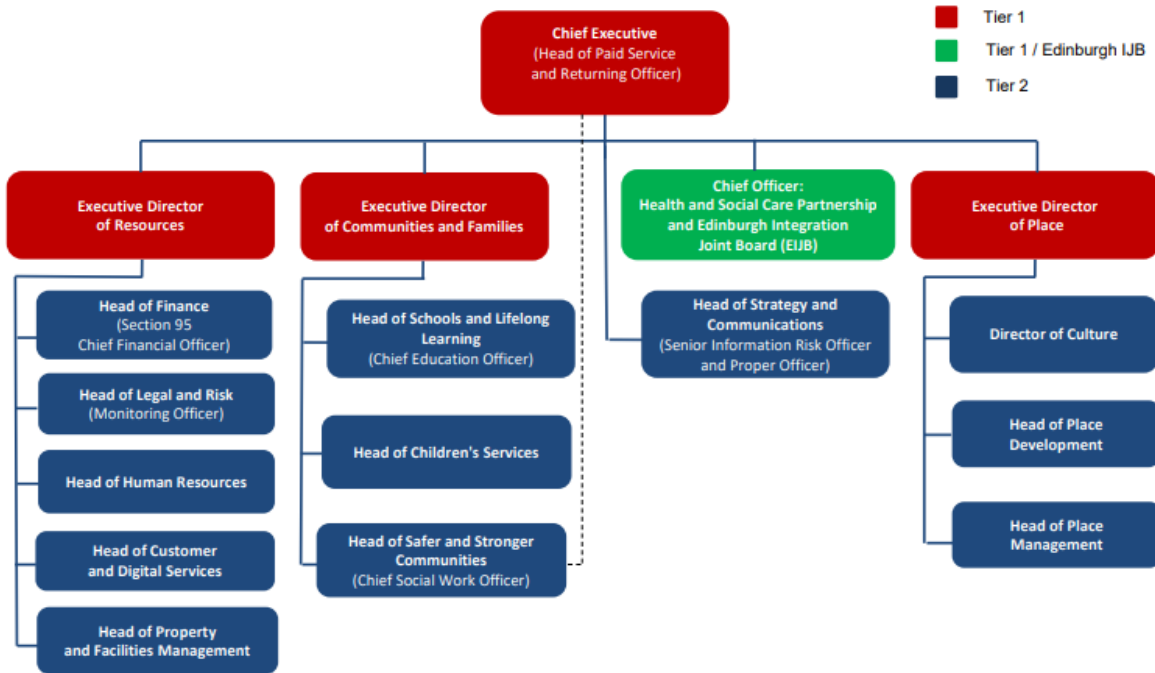 Chief Executive
(Head of Paid Service
and Returning Officer)
Tier 1
Tier 1 / Edinburgh IJB
Tier 2
Executive Director
of Resources
Executive Director
of Communities and Families
Chief Officer:
Health and Social Care Partnership
and Edinburgh Integration
Joint Board (EIJB)
Executive Director
of Place
Head of Finance
(Section 95
Chief Financial Officer)
Head of Legal and Risk
(Monitoring Officer)
Head of Human Resources
Head of Customer
and Digital Services
Head of Property
and Facilities Management
Head of Schools and Lifelong
Learning
(Chief Education Officer)
Head of Children's Services
Head of Safer and Stronger
Communities
(Chief Social Work Officer)
Head of Strategy and
Communications
(Senior Information Risk Officer
and Proper Officer)
Director of Culture
Head of Place
Development
Head of Place
Management